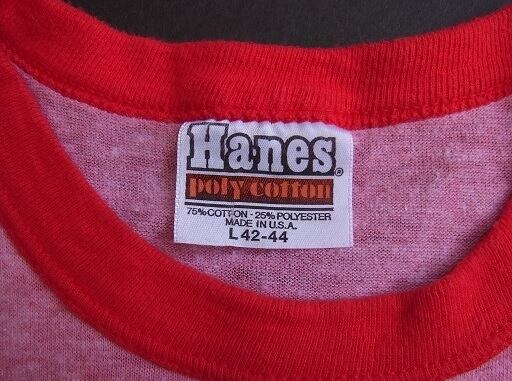 Hanes®
poly/cotton
75% COTTON - 25% POLYESTER
MADE IN U.S.A.
L 42-44